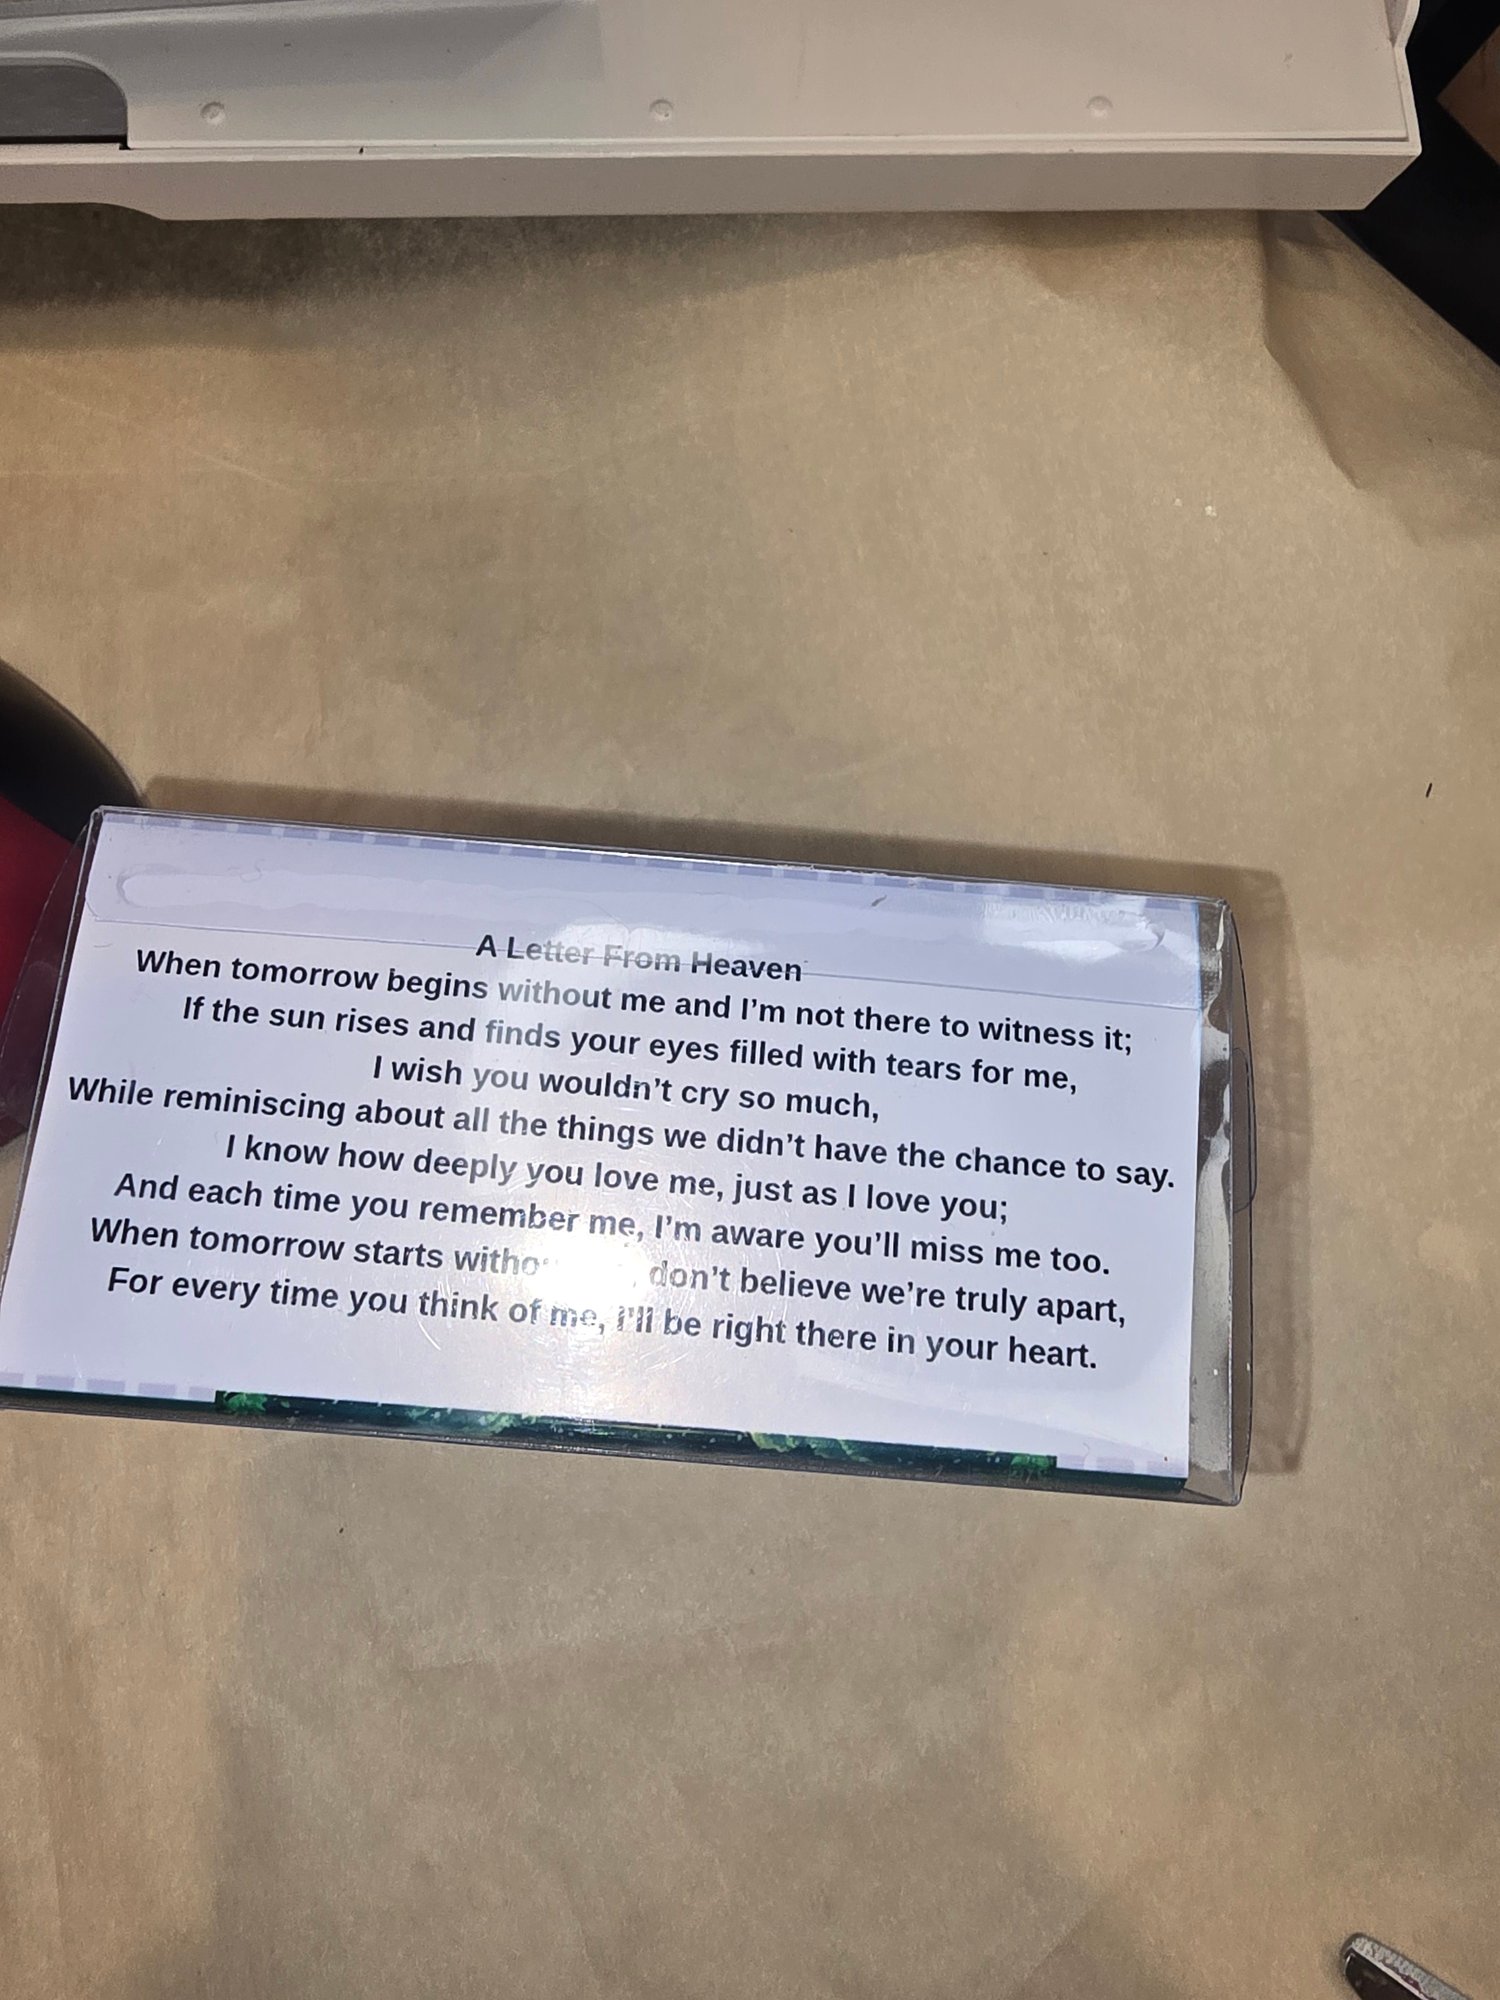 A Letter From Heaven
When tomorrow begins without me and I’m not there to witness it;
If the sun rises and finds your eyes filled with tears for me,
I wish you wouldn’t cry so much,
While reminiscing about all the things we didn’t have the chance to say.
I know how deeply you love me, just as I love you;
And each time you remember me, I’m aware you’ll miss me too.
When tomorrow starts don’t believe we’re truly apart,
For every time you think of me, I’ll be right there in your heart.